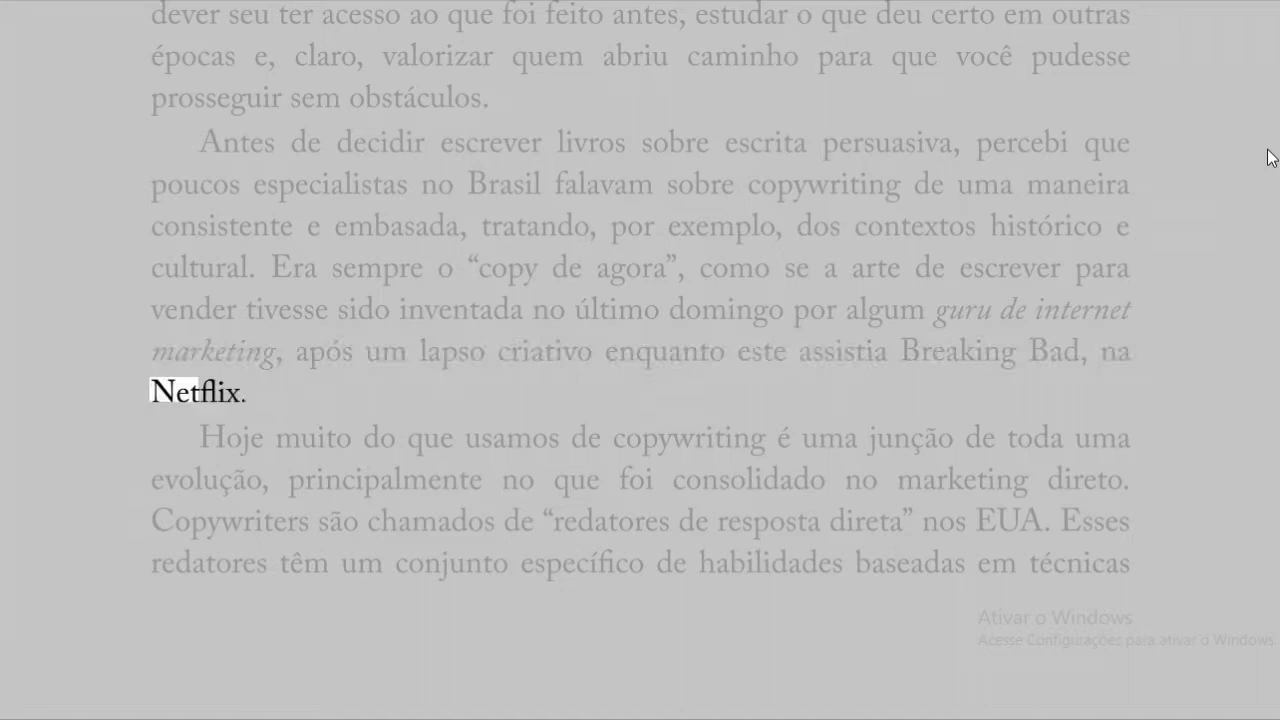 dever seu ter acesso ao que foi feito antes, estudar o que deu certo em outras
épocas e, claro, valorizar quem abriu caminho para que você pudesse
prosseguir sem obstáculos.
Antes de decidir escrever livros sobre escrita persuasiva, percebi que
poucos especialistas no Brasil falavam sobre copywriting de uma maneira
consistente e embasada, tratando, por exemplo, dos contextos histórico e
cultural. Era sempre o “copy de agora”, como se a arte de escrever para
vender tivesse sido inventada no último domingo por algum guru de internet
marketing, após um lapso criativo enquanto este assistia Breaking Bad, na
Netflix.
Hoje muito do que usamos de copywriting é uma junção de toda uma
evolução, principalmente no que foi consolidado no marketing direto.
Copywriters são chamados de “redatores de resposta direta” nos EUA. Esses
redatores têm um conjunto específico de habilidades baseadas em técnicas
Ativar o Windows
Acesse Configurações para ativar o Windows.